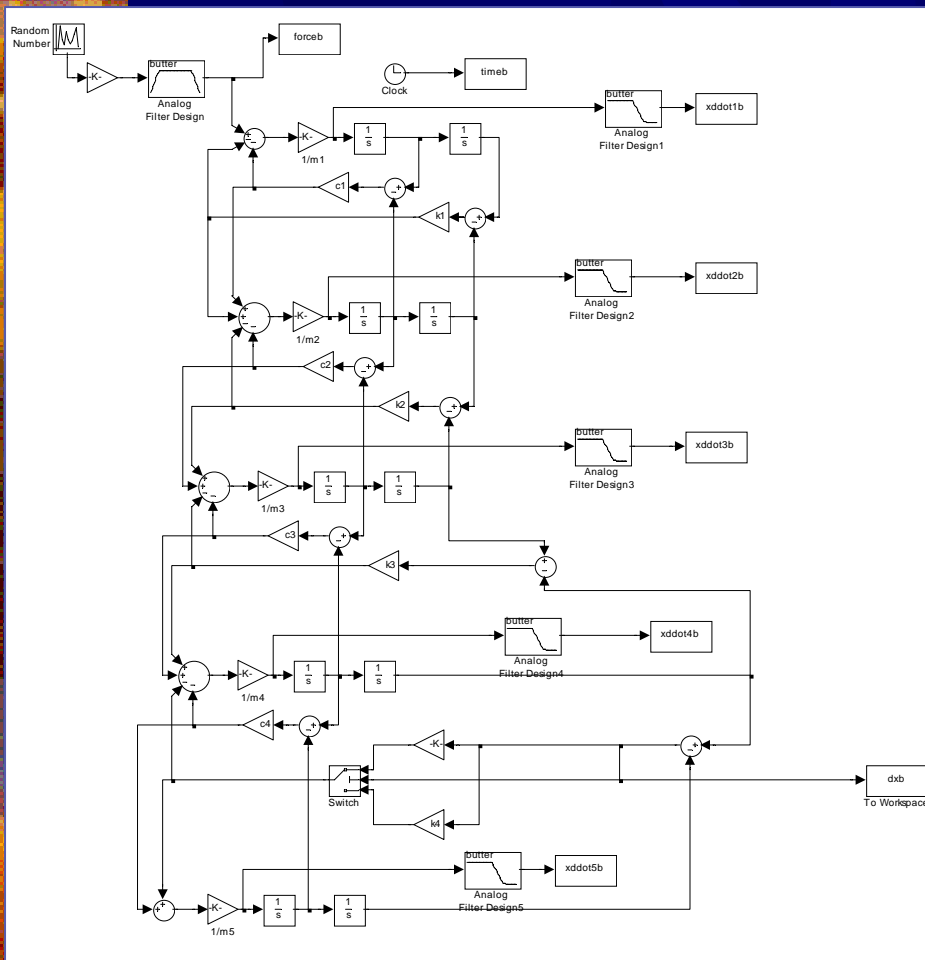 Random
Number
-K-
butter
Analog
Filter Design
forceb
Clock
timeb
butter
Analog
Filter Design1
xddot1b
+
+
−
−
-K-
1/m1
1
s
1
s
c1
−
+
k1
−
+
butter
Analog
Filter Design2
xddot2b
+
+
−
−
-K-
1/m2
1
s
1
s
c2
−
+
k2
−
+
butter
Analog
Filter Design3
xddot3b
+
+
−
−
-K-
1/m3
1
s
1
s
c3
−
+
k3
+
−
butter
Analog
Filter Design4
xddot4b
+
+
−
−
-K-
1/m4
1
s
1
s
c4
−
+
-K-
−
+
Switch
dxb
To Workspace
k4
butter
Analog
Filter Design5
xddot5b
+
+
-K-
1/m5
1
s
1
s